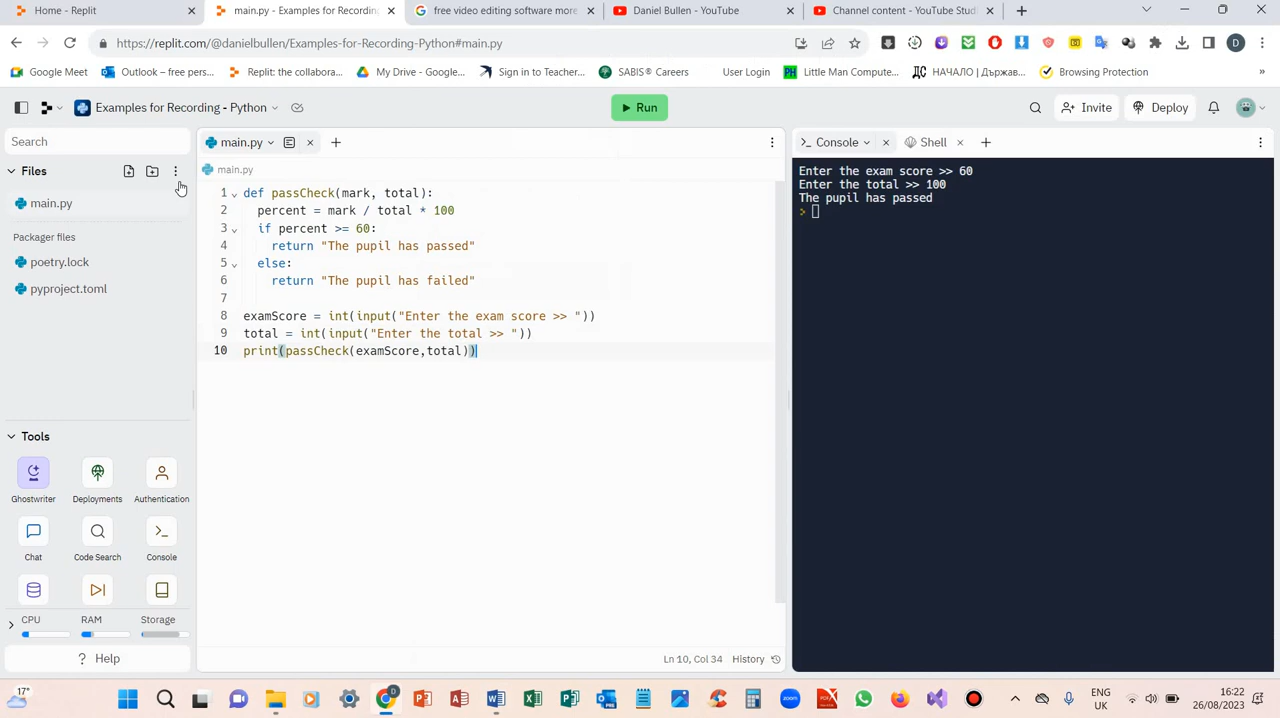 Home - Replit
main.py - Examples for Recording
free video editing software more
Daniel Bullen - YouTube
Channel content - YouTube Stud
https://replit.com/@danielbullen/Examples-for-Recording-Python#main.py
Google Meet
Outlook – free pers...
Replit: the collabora...
My Drive - Google...
Sign in to Teacher...
SABIS® Careers
User Login
PH Little Man Compute...
ДС НАЧАЛО | Държав...
Browsing Protection
Examples for Recording - Python
Run
Invite
Deploy
Search
main.py
Console
Shell
Files
main.py
main.py
Packager files
poetry.lock
pyproject.toml
1 def passCheck(mark, total):
2 percent = mark / total * 100
3 if percent >= 60:
4 return "The pupil has passed"
5 else:
6 return "The pupil has failed"
7
8 examScore = int(input("Enter the exam score >> "))
9 total = int(input("Enter the total >> "))
10 print(passCheck(examScore,total))
Enter the exam score >> 60
Enter the total >> 100
The pupil has passed
>
Tools
Ghostwriter
Deployments
Authentication
Chat
Code Search
Console
CPU
RAM
Storage
? Help
Ln 10, Col 34
History
17°
ENG
UK
16:22
26/08/2023